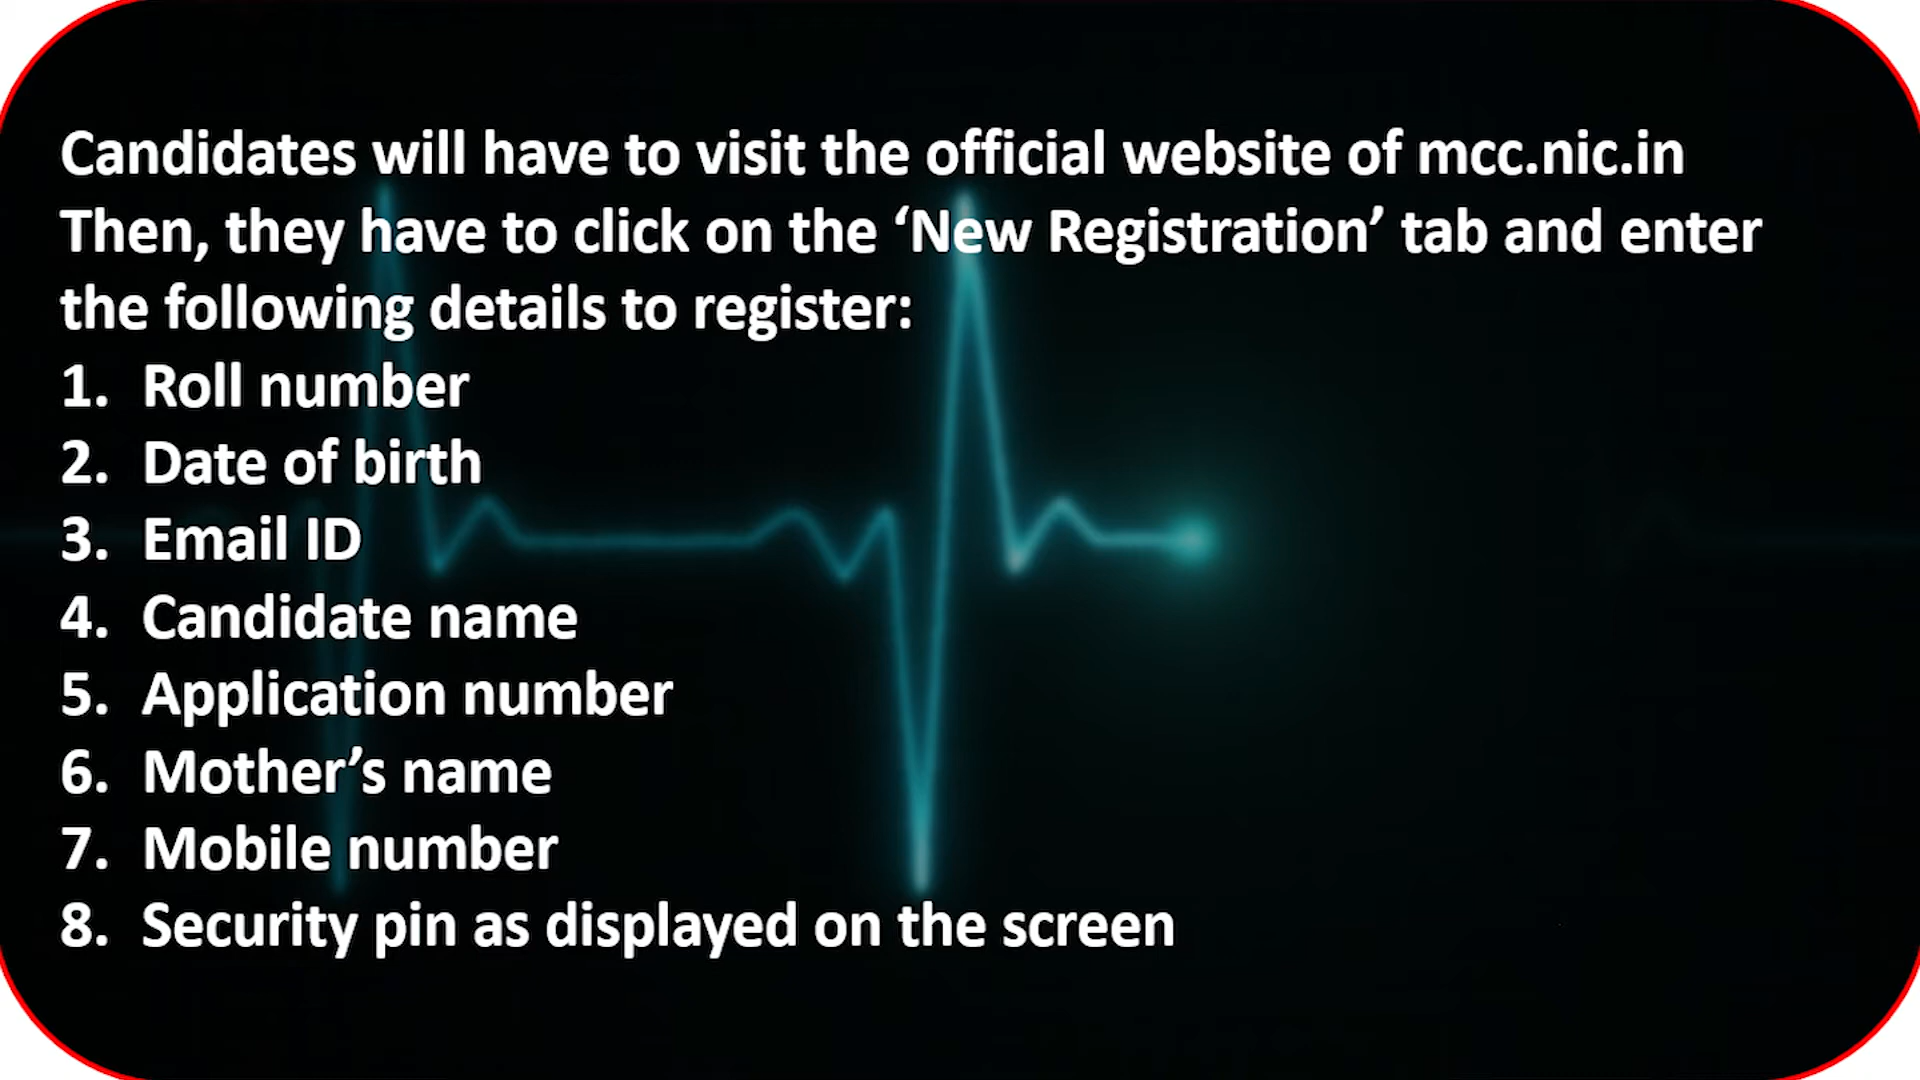 Candidates will have to visit the official website of mcc.nic.in
Then, they have to click on the ‘New Registration’ tab and enter
the following details to register:
1. Roll number
2. Date of birth
3. Email ID
4. Candidate name
5. Application number
6. Mother’s name
7. Mobile number
8. Security pin as displayed on the screen